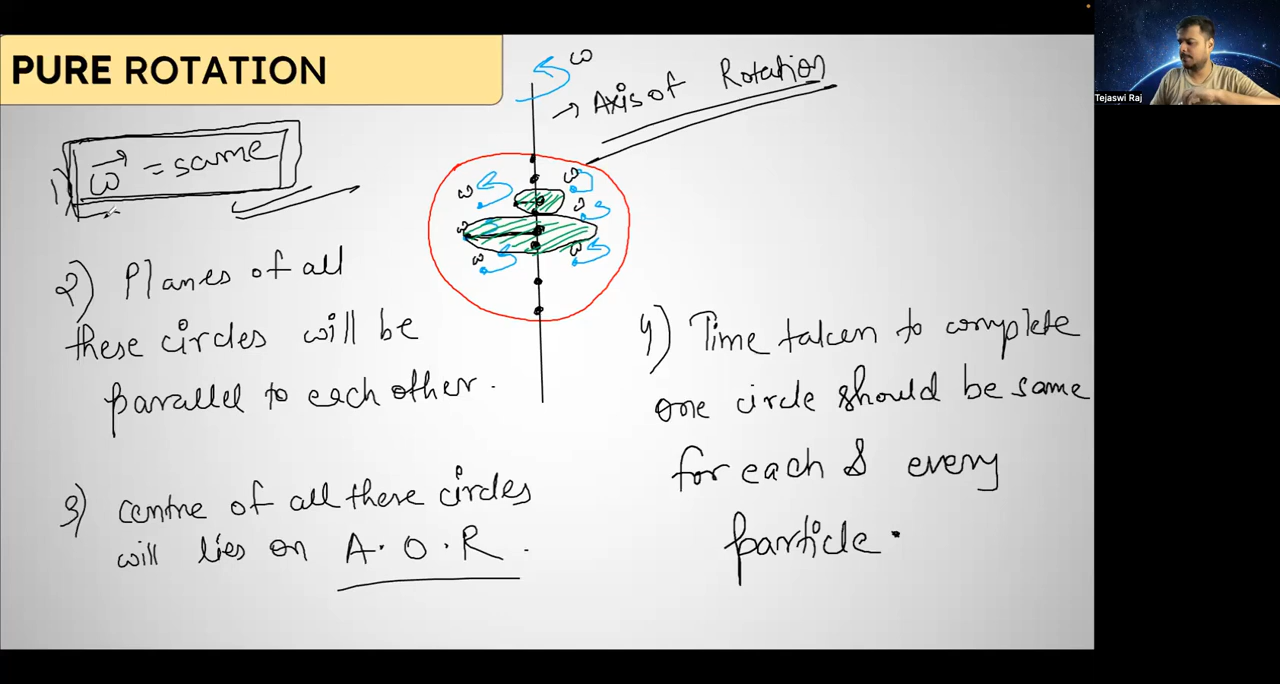 PURE ROTATION
ω
→ Axis of Rotation
1) ω⃗ = same
ω
ω
ω
ω
ω
ω
2) Planes of all
these circles will be
parallel to each other.
3) centre of all these circles
will lies on A.O.R.
4) Time taken to complete
one circle should be same
for each & every
particle.
Tejaswi Raj